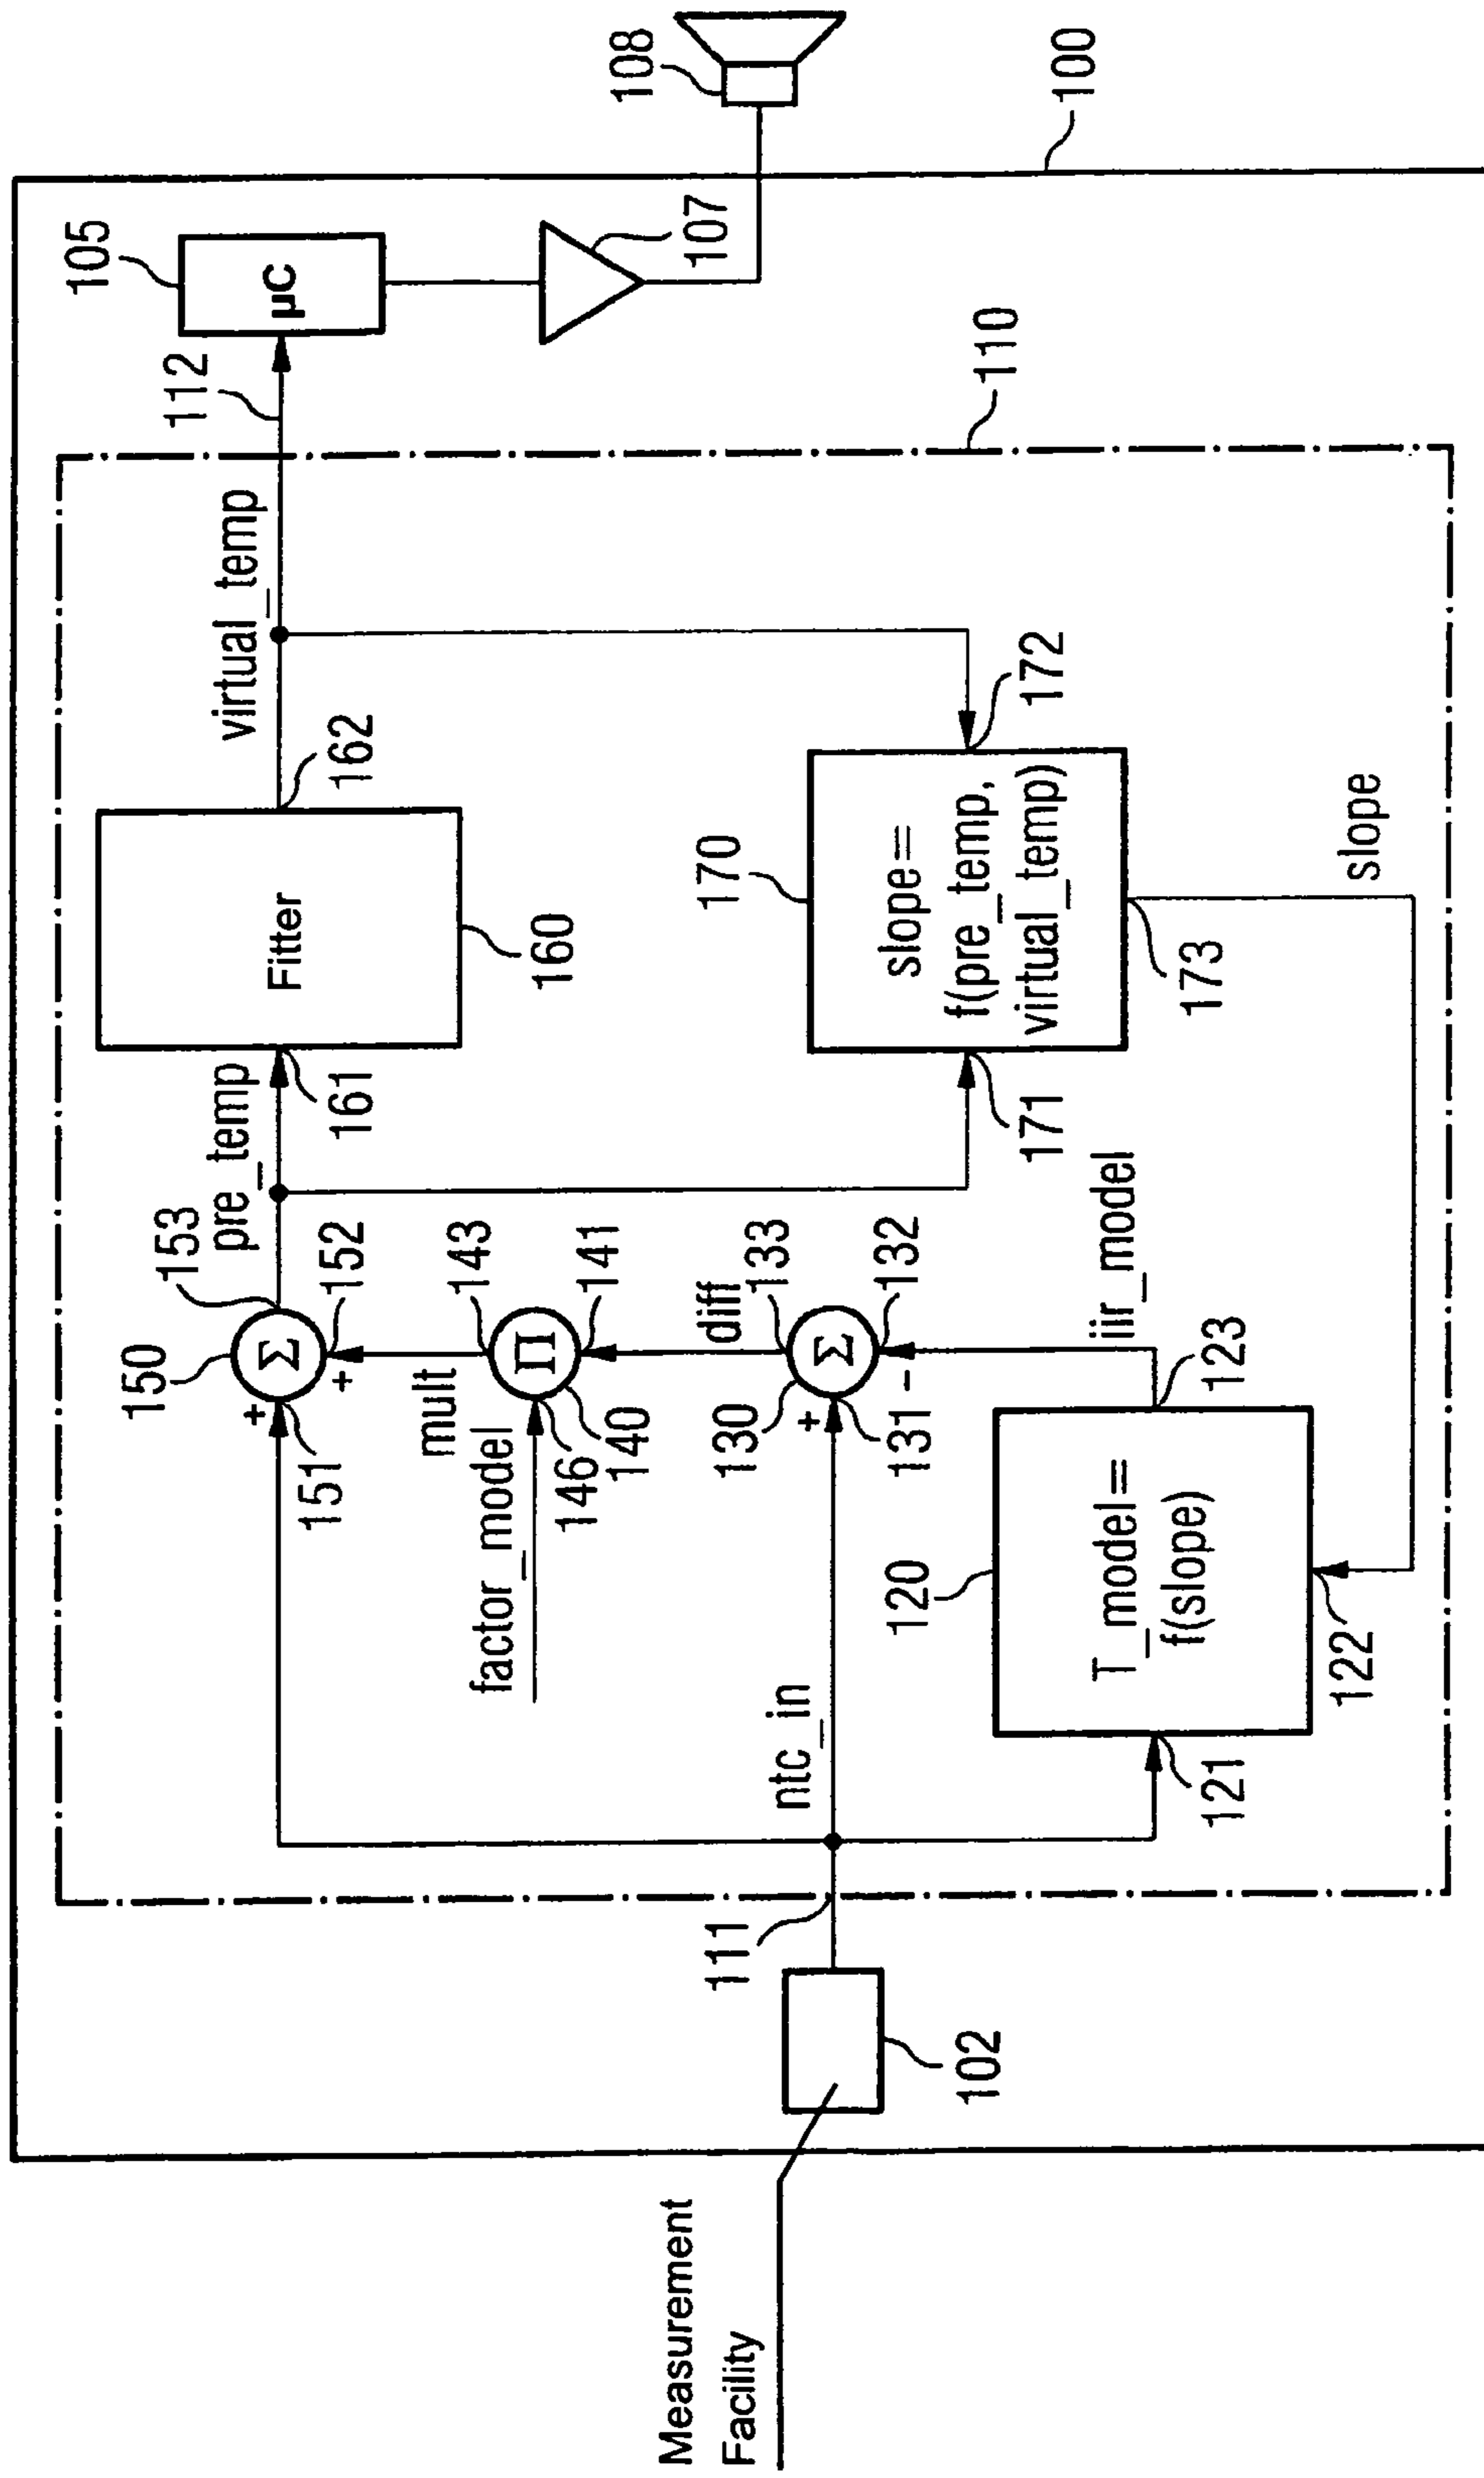 105
µC
107
108
100
112
110
virtual_temp
162
Fitter
160
161
pre_temp
153
150
+
Σ
151
152
+
143
mult
Π
141
140
146
factor_model
diff
133
130
Σ
+
131
132
-
iir_model
170
slope=
f(pre_temp,
virtual_temp)
172
171
173
slope
120
T_model=
f(slope)
123
122
121
ntc_in
111
102
Measurement
Facility